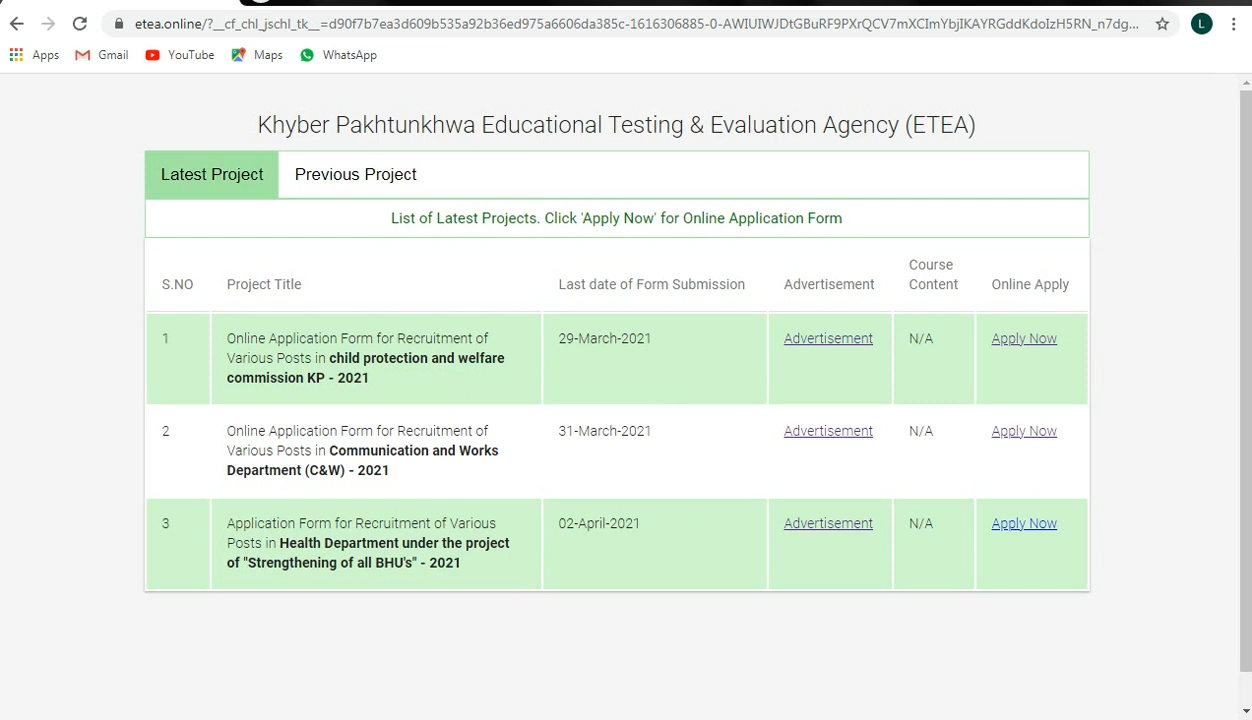 etea.online/?__cf_chl_jschl_tk__=d90f7b7ea3d609b535a92b36ed975a6606da385c-1616306885-0-AWIUIWJDtGBuRF9PXrQCV7mXCImYbjIKAYRGddKdoIzH5RN_n7dg...
L
Apps Gmail YouTube Maps WhatsApp
Khyber Pakhtunkhwa Educational Testing & Evaluation Agency (ETEA)
Latest Project Previous Project
List of Latest Projects. Click 'Apply Now' for Online Application Form
S.NO Project Title Last date of Form Submission Advertisement Course Content Online Apply
1 Online Application Form for Recruitment of 29-March-2021 Advertisement N/A Apply Now
Various Posts in child protection and welfare
commission KP - 2021
2 Online Application Form for Recruitment of 31-March-2021 Advertisement N/A Apply Now
Various Posts in Communication and Works
Department (C&W) - 2021
3 Application Form for Recruitment of Various 02-April-2021 Advertisement N/A Apply Now
Posts in Health Department under the project
of "Strengthening of all BHU's" - 2021